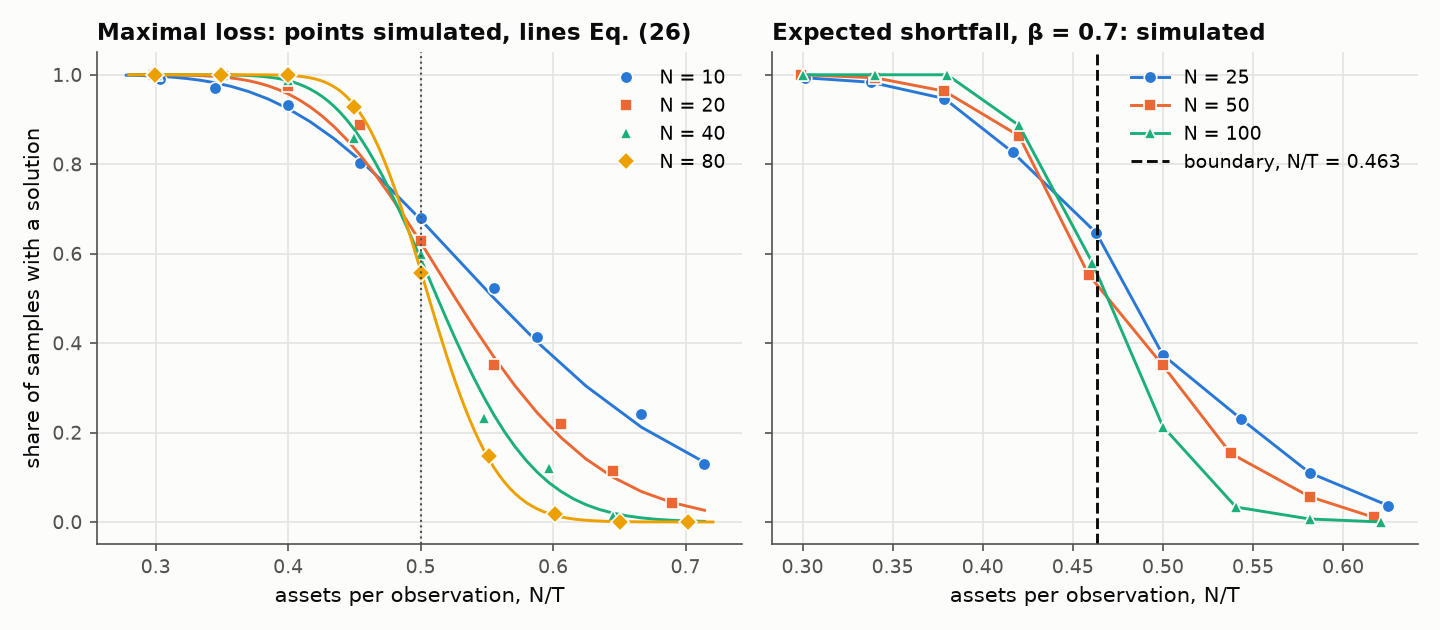 Maximal loss: points simulated, lines Eq. (26)
share of samples with a solution
1.0
0.8
0.6
0.4
0.2
0.0
N = 10
N = 20
N = 40
N = 80
0.3 0.4 0.5 0.6 0.7
assets per observation, N/T
Expected shortfall, β = 0.7: simulated
N = 25
N = 50
N = 100
boundary, N/T = 0.463
0.30 0.35 0.40 0.45 0.50 0.55 0.60
assets per observation, N/T